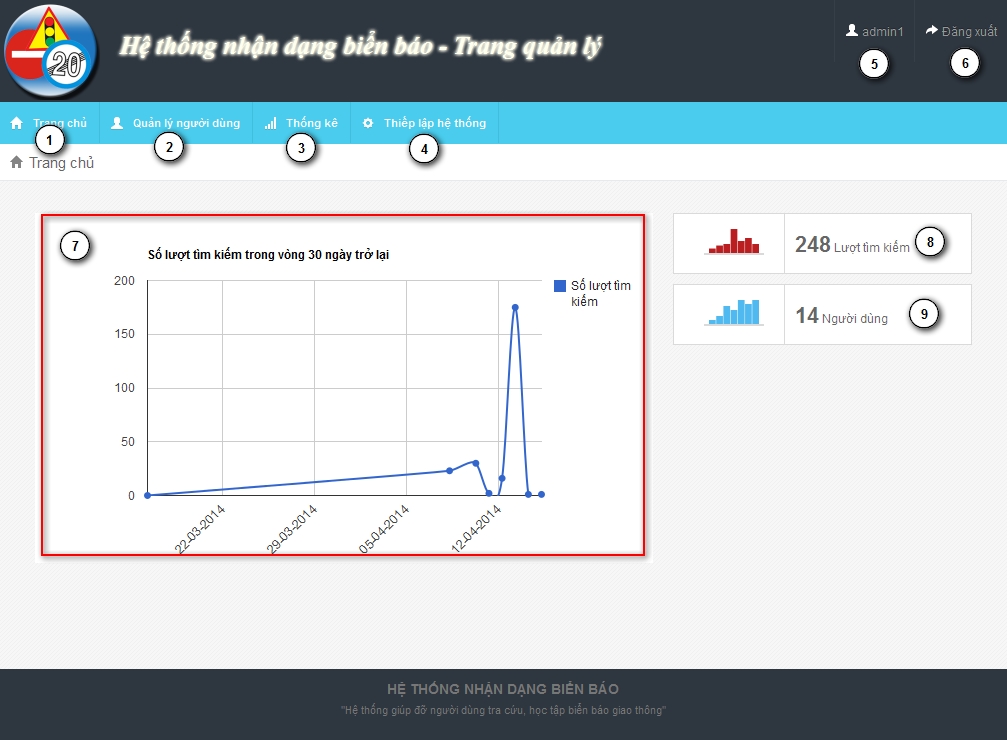 20
Hệ thống nhận dạng biển báo - Trang quản lý
admin1
Đăng xuất
5
6
Trang chủ
Quản lý người dùng
Thống kê
Thiếp lập hệ thống
1
2
3
4
Trang chủ
7
Số lượt tìm kiếm trong vòng 30 ngày trở lại
200
150
100
50
0
22-03-2014
29-03-2014
05-04-2014
12-04-2014
Số lượt tìm
kiếm
248 Lượt tìm kiếm
8
14 Người dùng
9
HỆ THỐNG NHẬN DẠNG BIỂN BÁO
"Hệ thống giúp đỡ người dùng tra cứu, học tập biển báo giao thông"